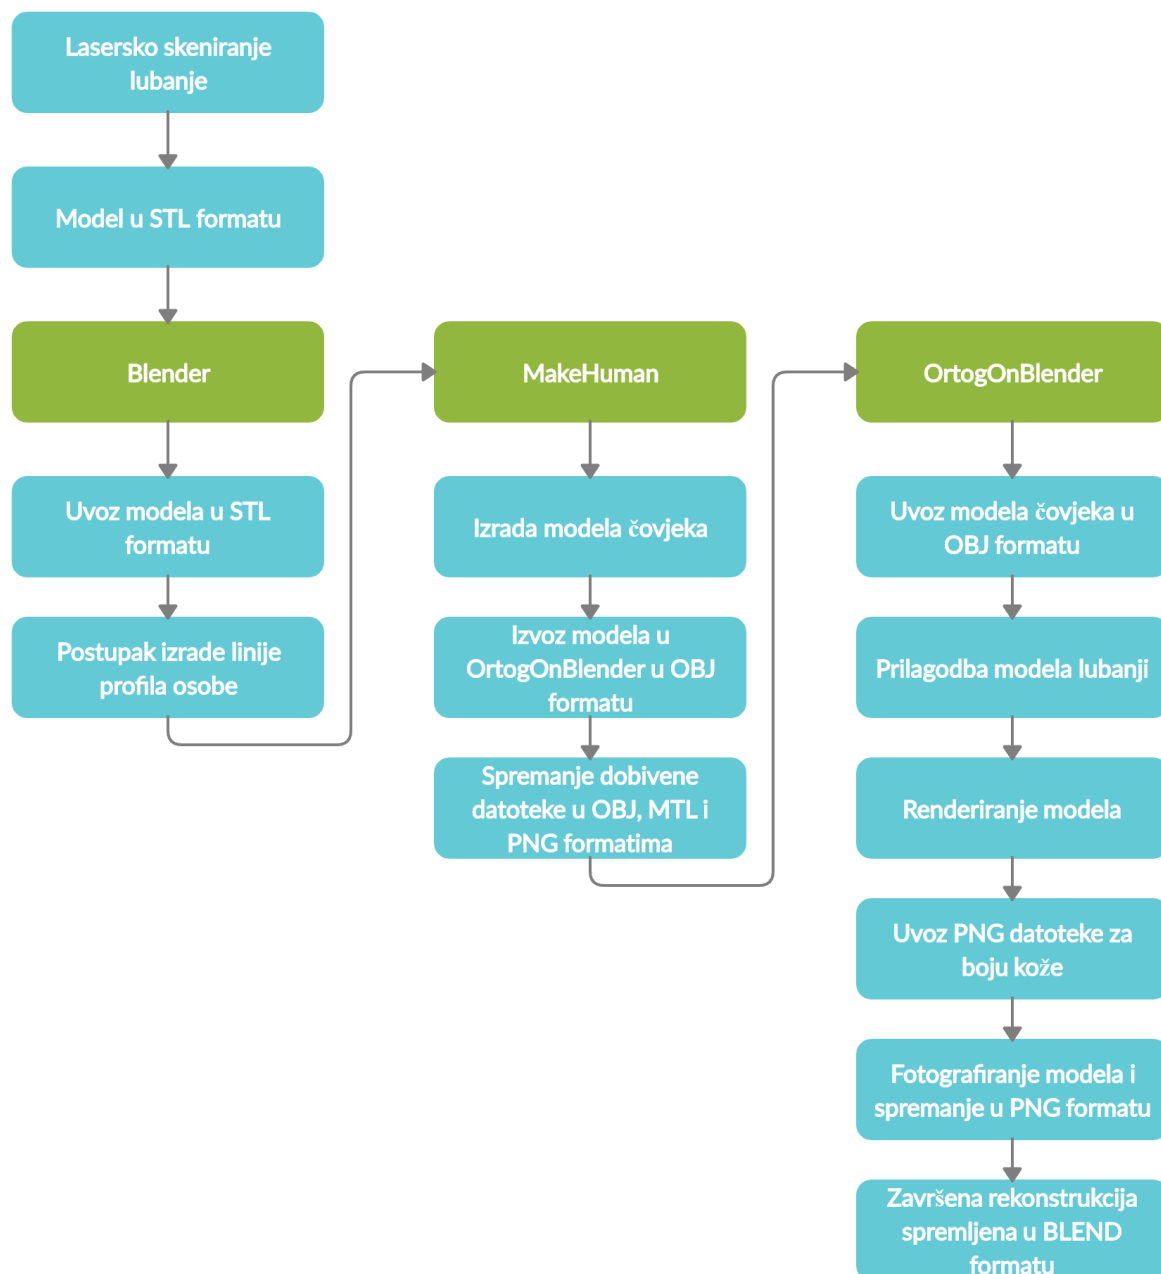 Lasersko skeniranje
lubanje
Model u STL formatu
Blender
Uvoz modela u STL
formatu
Postupak izrade linije
profila osobe
MakeHuman
Izrada modela čovjeka
Izvoz modela u
OrtogOnBlender u OBJ
formatu
Spremanje dobivene
datoteke u OBJ, MTL i
PNG formatima
OrtogOnBlender
Uvoz modela čovjeka u
OBJ formatu
Prilagodba modela lubanji
Renderiranje modela
Uvoz PNG datoteke za
boju kože
Fotografiranje modela i
spremanje u PNG formatu
Završena rekonstrukcija
spremljena u BLEND
formatu